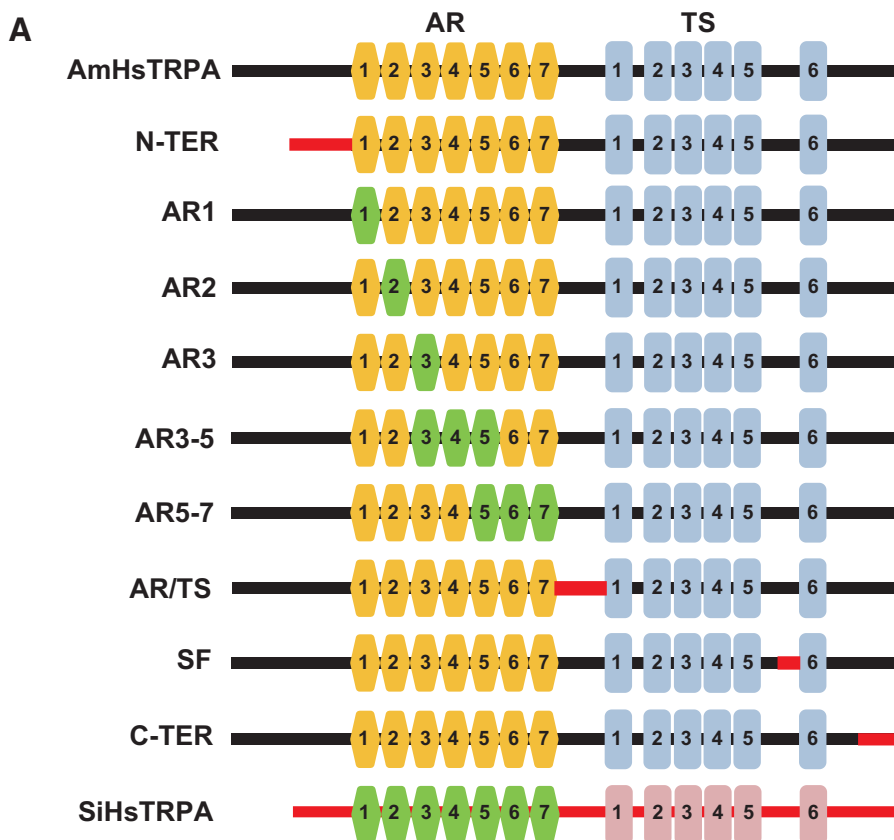 A
AR TS
AmHsTRPA 1 2 3 4 5 6 7 1 2 3 4 5 6
N-TER 1 2 3 4 5 6 7 1 2 3 4 5 6
AR1 1 2 3 4 5 6 7 1 2 3 4 5 6
AR2 1 2 3 4 5 6 7 1 2 3 4 5 6
AR3 1 2 3 4 5 6 7 1 2 3 4 5 6
AR3-5 1 2 3 4 5 6 7 1 2 3 4 5 6
AR5-7 1 2 3 4 5 6 7 1 2 3 4 5 6
AR/TS 1 2 3 4 5 6 7 1 2 3 4 5 6
SF 1 2 3 4 5 6 7 1 2 3 4 5 6
C-TER 1 2 3 4 5 6 7 1 2 3 4 5 6
SiHsTRPA 1 2 3 4 5 6 7 1 2 3 4 5 6